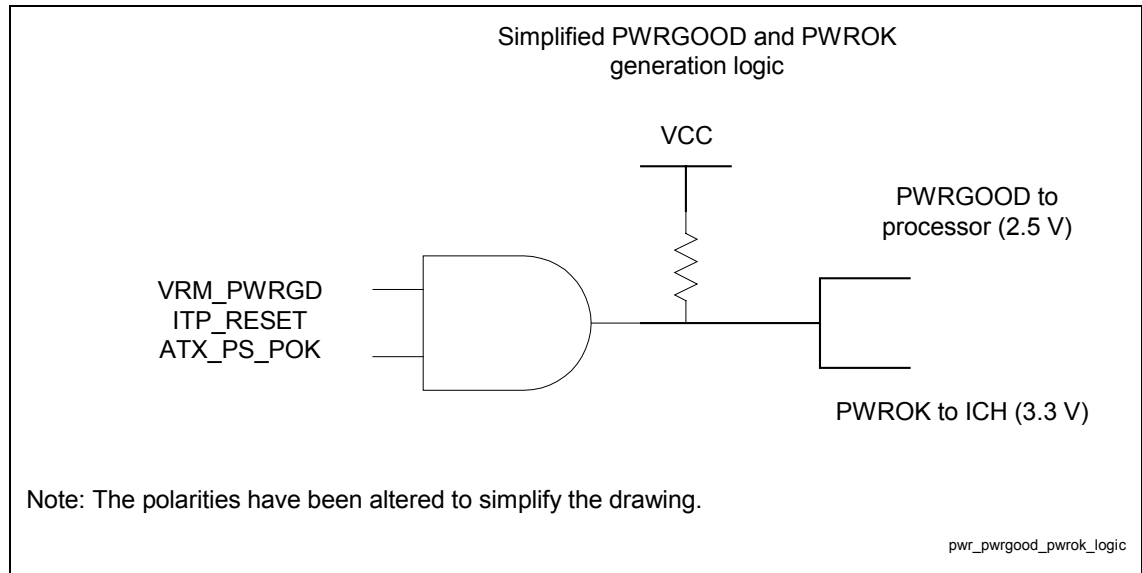 Simplified PWRGOOD and PWROK
generation logic
VCC
PWRGOOD to
processor (2.5 V)
VRM_PWRGD
ITP_RESET
ATX_PS_POK
PWROK to ICH (3.3 V)
Note: The polarities have been altered to simplify the drawing.
pwr_pwrgood_pwrok_logic